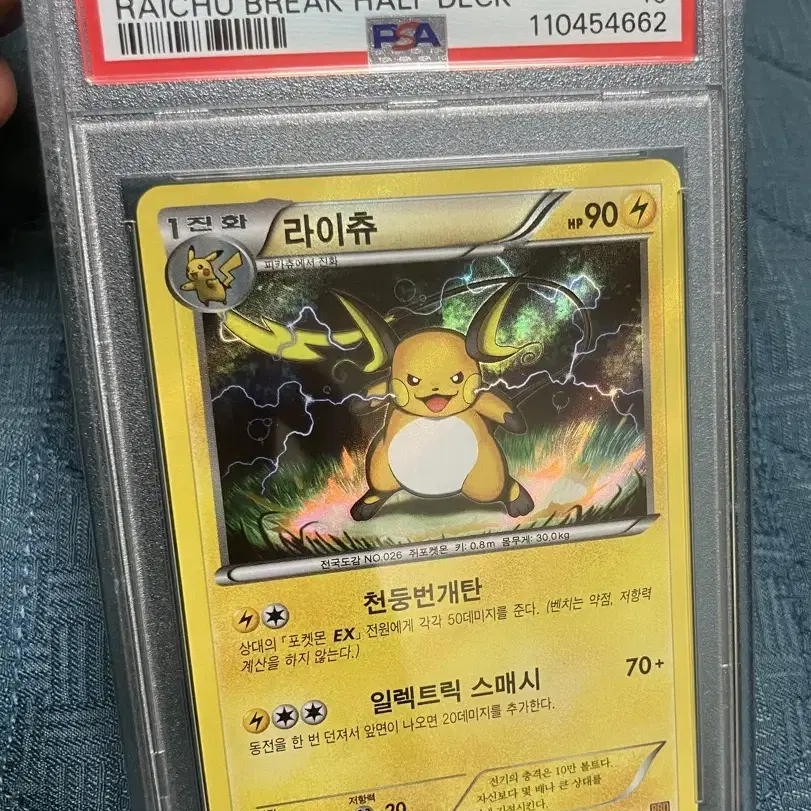 RAICHU BREAK HALF DECK
PSA
110454662
1진화
라이츄
HP 90
피카츄에서 진화
전국도감 NO.026 쥐포켓몬 키: 0.8m 몸무게: 30.0kg
천둥번개탄
상대의 「포켓몬 EX」 전원에게 각각 50데미지를 준다. (벤치는 약점, 저항력
계산을 하지 않는다.)
일렉트릭 스매시 70+
동전을 한 번 던져서 앞면이 나오면 20데미지를 추가한다.
저항력
20
전기의 충격은 10만 볼트다.
자신보다 몇 배나 큰 상대를